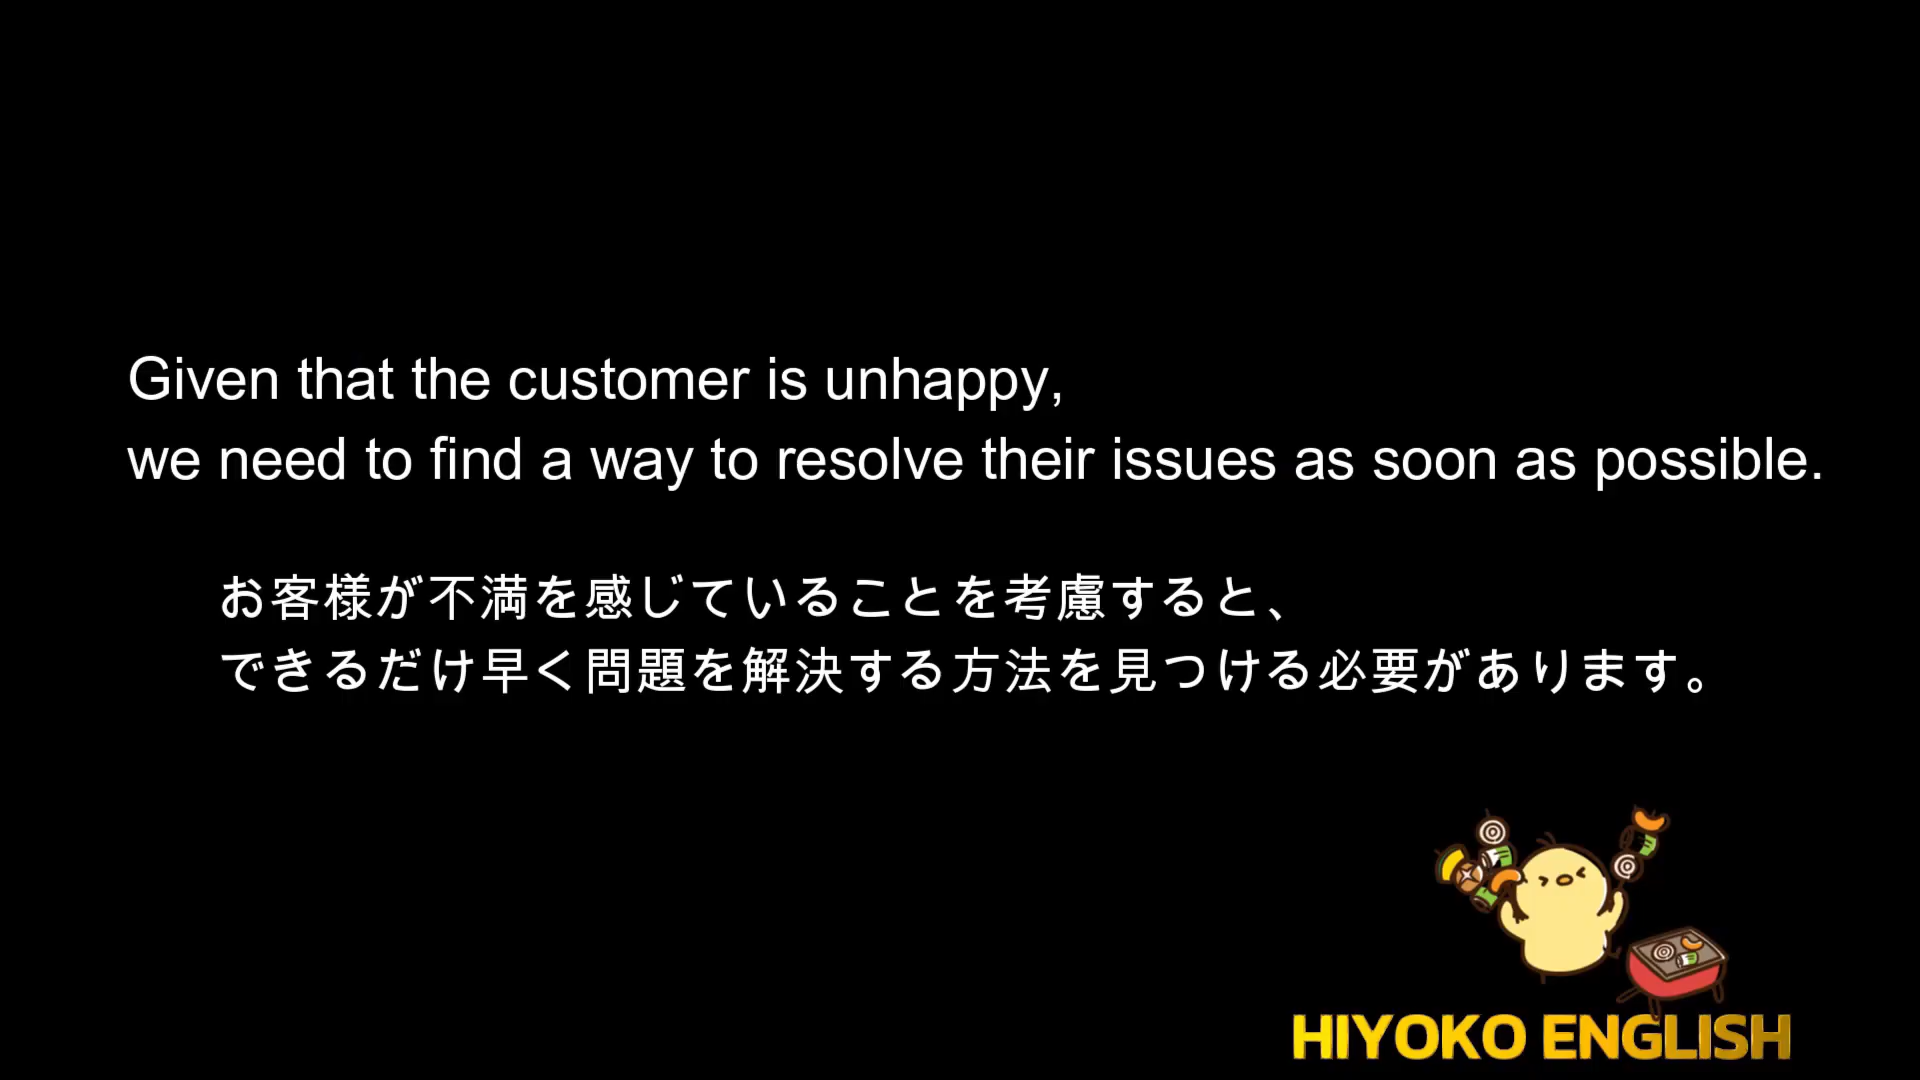 Given that the customer is unhappy,
we need to find a way to resolve their issues as soon as possible.
お客様が不満を感じていることを考慮すると、
できるだけ早く問題を解決する方法を見つける必要があります。
HIYOKO ENGLISH